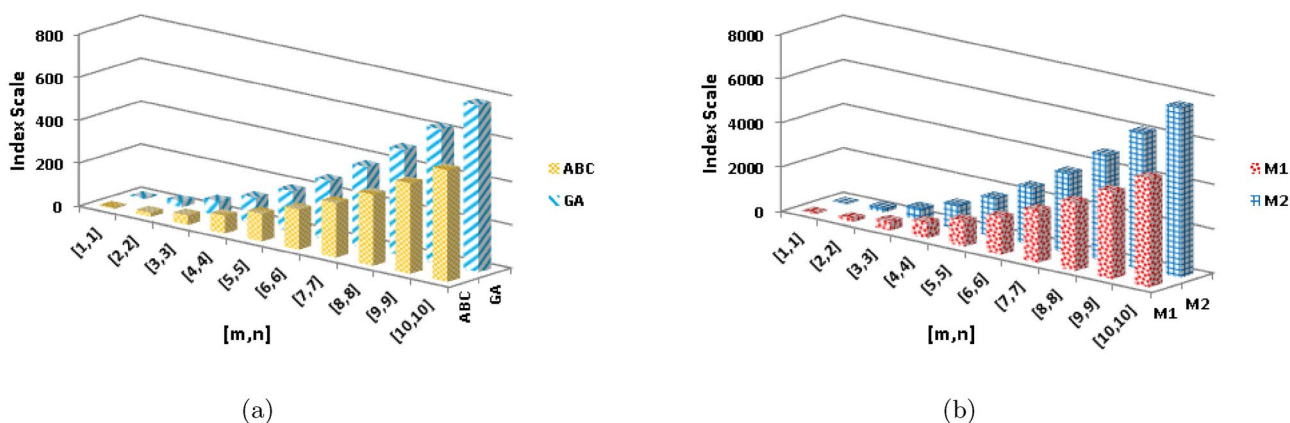 800
600
400
200
0
Index Scale
[1,1]
[2,2]
[3,3]
[4,4]
[5,5]
[6,6]
[7,7]
[8,8]
[9,9]
[10,10]
ABC
GA
[m,n]
ABC
GA
(a)
8000
6000
4000
2000
0
Index Scale
[1,1]
[2,2]
[3,3]
[4,4]
[5,5]
[6,6]
[7,7]
[8,8]
[9,9]
[10,10]
M1
M2
[m,n]
M1
M2
(b)